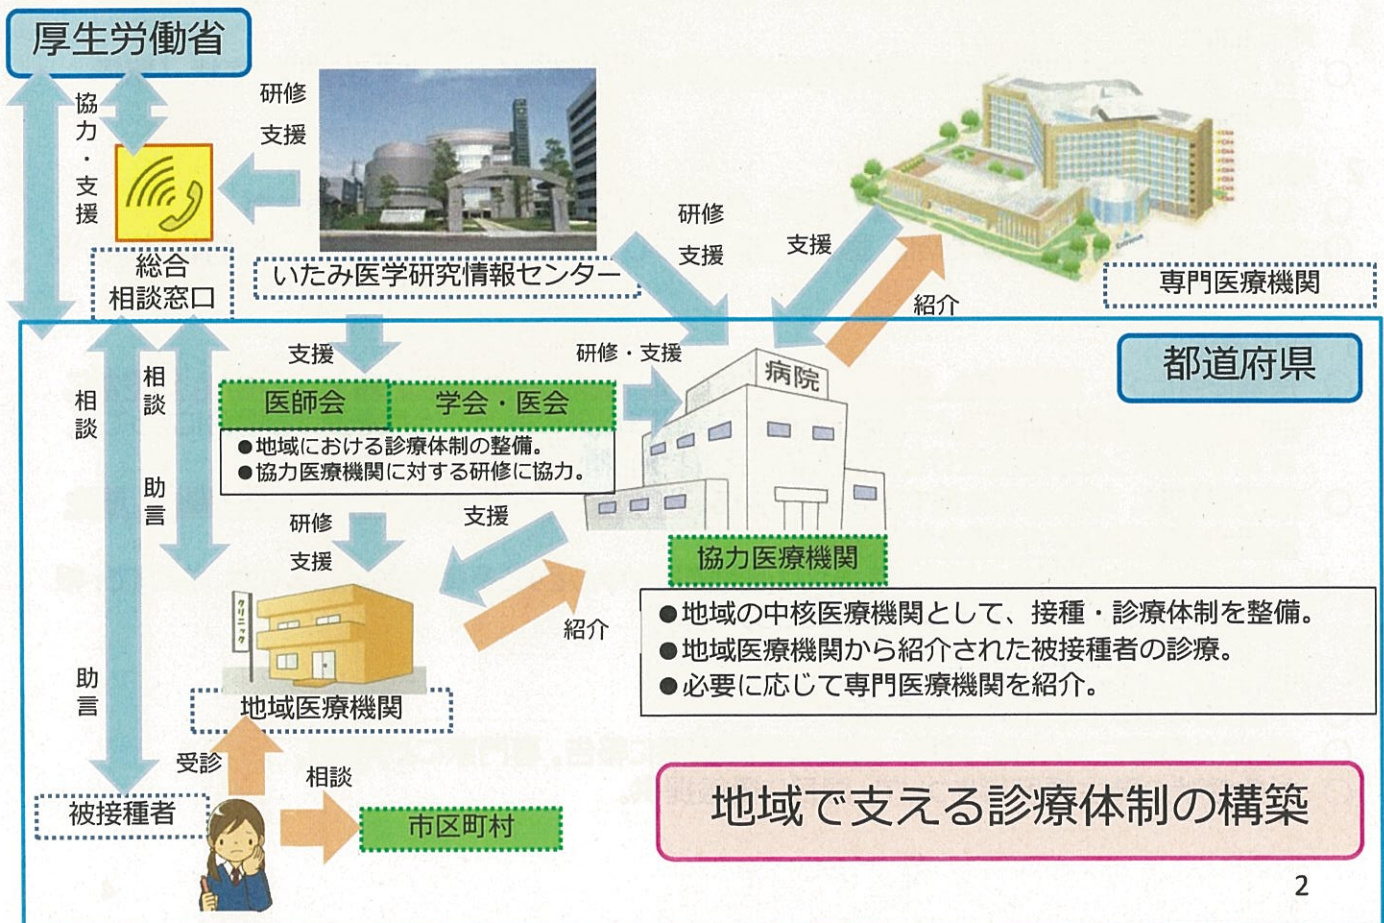 厚生労働省
協力・支援
研修
支援
総合
相談窓口
いたみ医学研究情報センター
研修
支援
支援
紹介
Entrance
専門医療機関
都道府県
相談
助言
相談
助言
支援
研修・支援
医師会
学会・医会
●地域における診療体制の整備。
●協力医療機関に対する研修に協力。
病院
研修
支援
支援
紹介
協力医療機関
●地域の中核医療機関として、接種・診療体制を整備。
●地域医療機関から紹介された被接種者の診療。
●必要に応じて専門医療機関を紹介。
クリニック
地域医療機関
受診
相談
被接種者
市区町村
地域で支える診療体制の構築
2